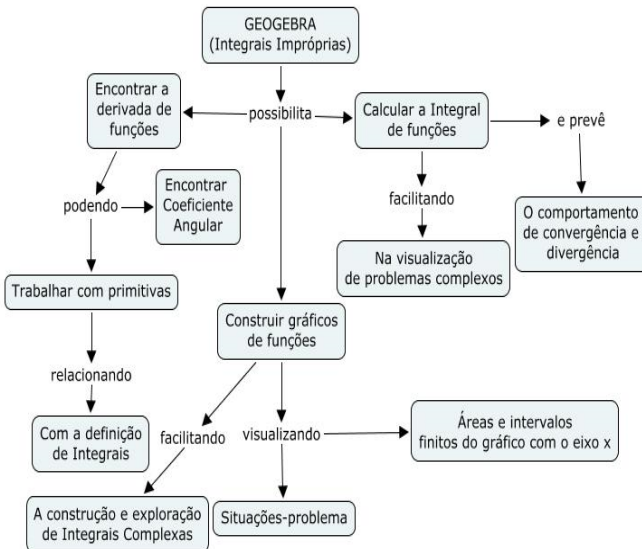 GEOGEBRA
(Integrais Impróprias)
Encontrar a
derivada de
funções
possibilita
Calcular a Integral
de funções
e prevê
podendo
Encontrar
Coeficiente
Angular
facilitando
O comportamento
de convergência e
divergência
Na visualização
de problemas complexos
Trabalhar com primitivas
Construir gráficos
de funções
relacionando
Com a definição
de Integrais
facilitando
visualizando
Áreas e intervalos
finitos do gráfico com o eixo x
A construção e exploração
de Integrais Complexas
Situações-problema